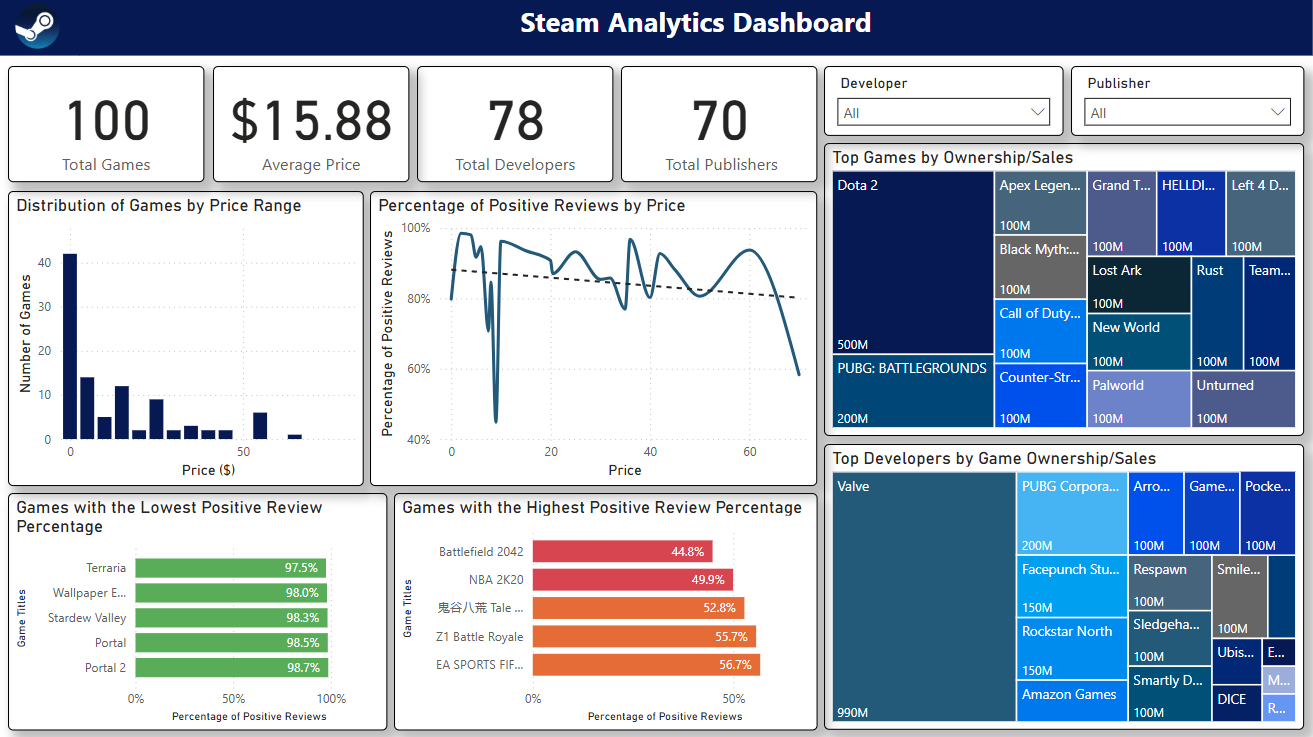 Steam Analytics Dashboard
100
Total Games
$15.88
Average Price
78
Total Developers
70
Total Publishers
Developer
All
Publisher
All
Distribution of Games by Price Range
Number of Games
40
30
20
10
0
0
50
Price ($)
Percentage of Positive Reviews by Price
Percentage of Positive Reviews
100%
80%
60%
40%
0
20
40
60
Price
Top Games by Ownership/Sales
Dota 2
500M
PUBG: BATTLEGROUNDS
200M
Apex Legen...
100M
Black Myth:...
100M
Call of Duty...
100M
Counter-Str...
100M
Grand T...
100M
HELLDI...
100M
Left 4 D...
100M
Lost Ark
100M
New World
100M
Rust
100M
Team...
100M
Palworld
100M
Unturned
100M
Games with the Lowest Positive Review
Percentage
Game Titles
Terraria
97.5%
Wallpaper E...
98.0%
Stardew Valley
98.3%
Portal
98.5%
Portal 2
98.7%
0%
50%
100%
Percentage of Positive Reviews
Games with the Highest Positive Review Percentage
Game Titles
Battlefield 2042
44.8%
NBA 2K20
49.9%
鬼谷八荒 Tale ...
52.8%
Z1 Battle Royale
55.7%
EA SPORTS FIF...
56.7%
0%
50%
Percentage of Positive Reviews
Top Developers by Game Ownership/Sales
Valve
990M
PUBG Corpora...
200M
Facepunch Stu...
150M
Rockstar North
150M
Amazon Games
Arro...
100M
Game...
100M
Pocke...
100M
Respawn
100M
Sledgeha...
100M
Smartly D...
100M
Smile...
100M
Ubis...
DICE
E...
M...
R...